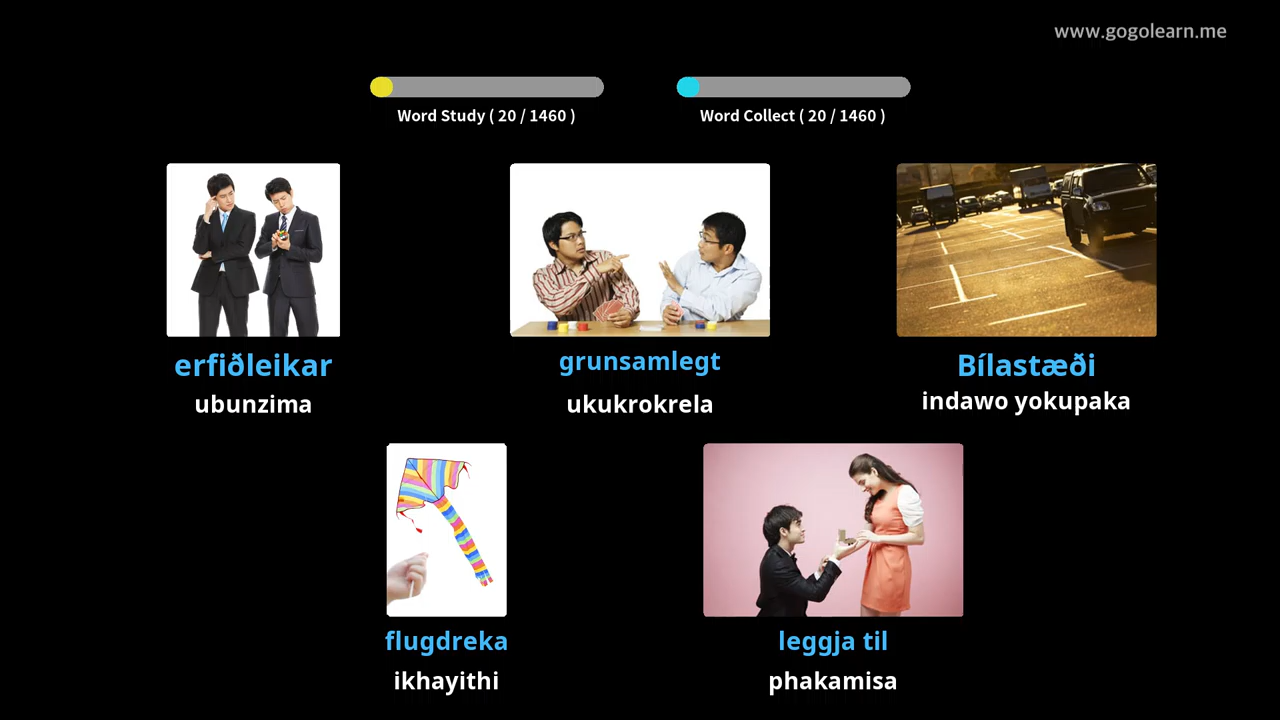 www.gogolearn.me
Word Study ( 20 / 1460 )
Word Collect ( 20 / 1460 )
erfiðleikar
ubunzima
grunsamlegt
ukukrokrela
Bílastæði
indawo yokupaka
flugdreka
ikhayithi
leggja til
phakamisa